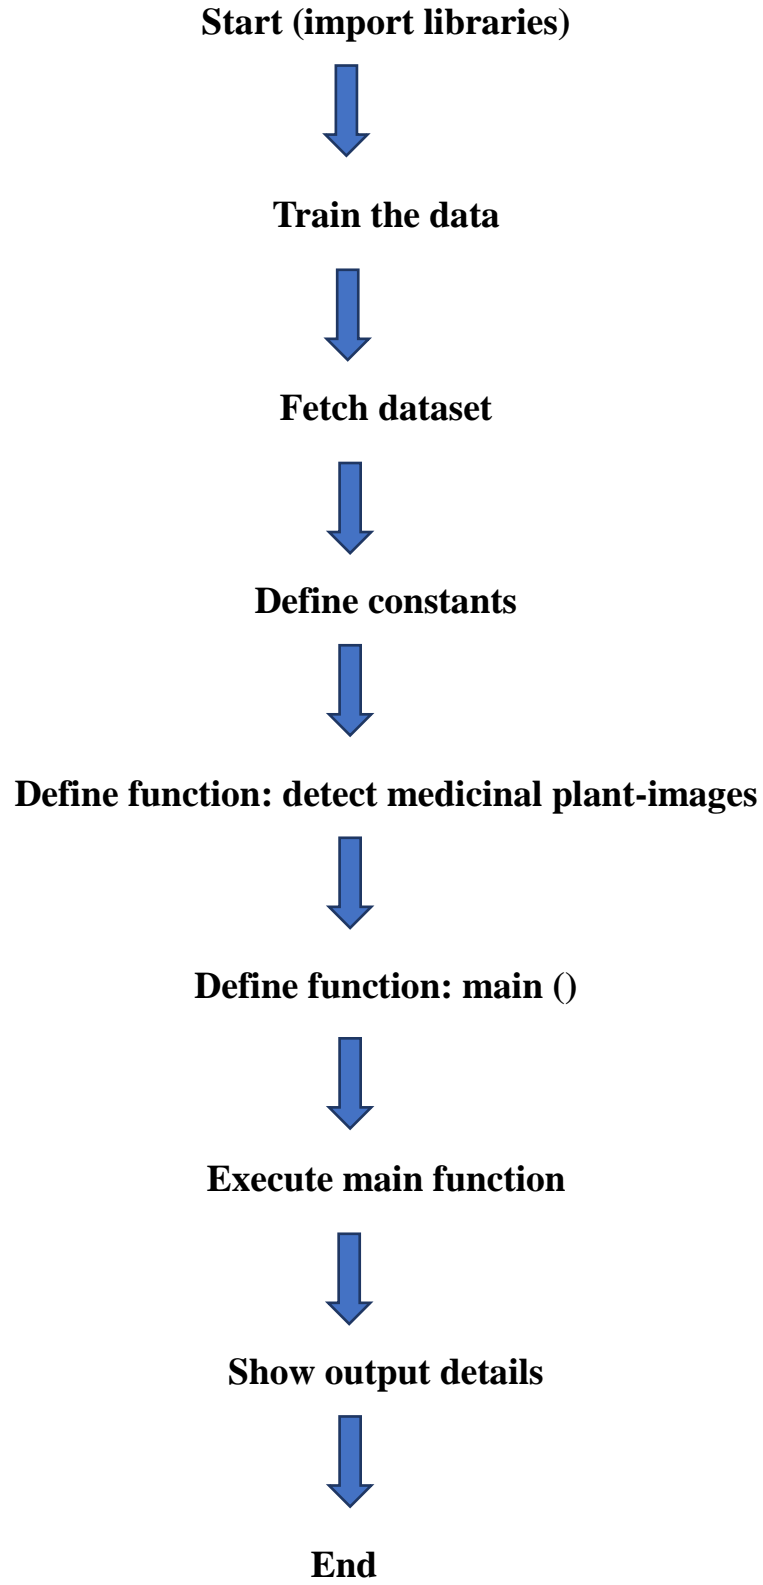 Start (import libraries)
Train the data
Fetch dataset
Define constants
Define function: detect medicinal plant-images
Define function: main ()
Execute main function
Show output details
End